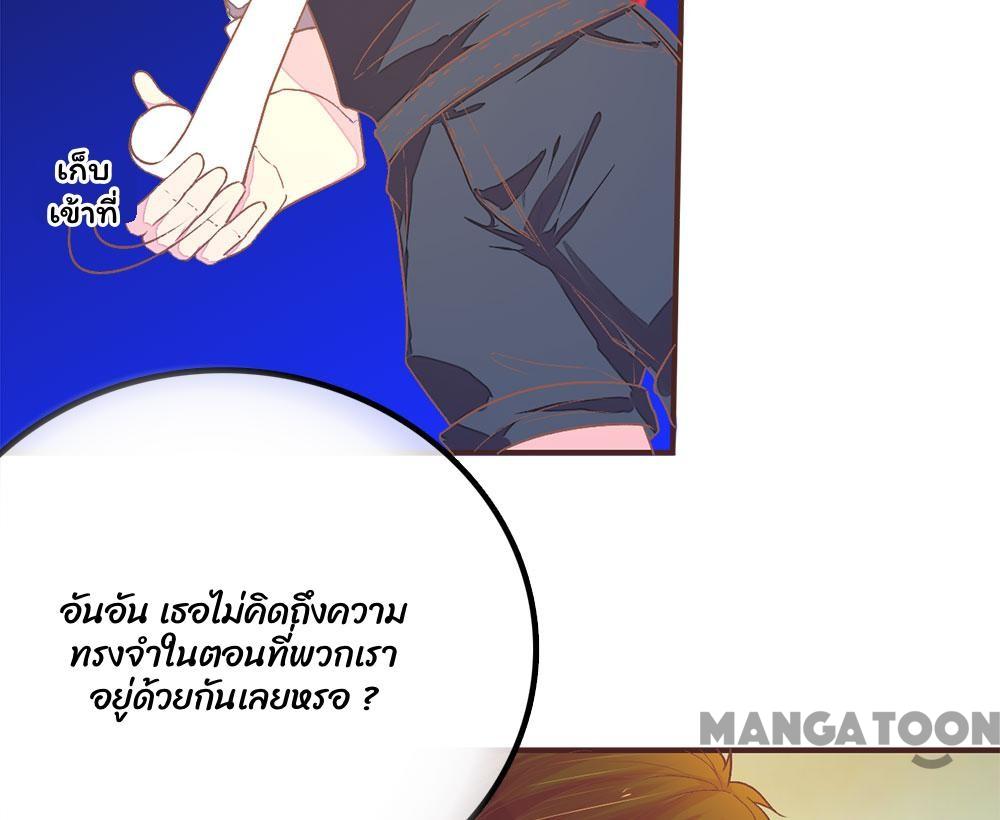 เก็บ
เข้าที่
อันอัน เธอไม่คิดถึงความ
ทรงจำในตอนที่พวกเรา
อยู่ด้วยกันเลยหรอ ?
MANGATOON